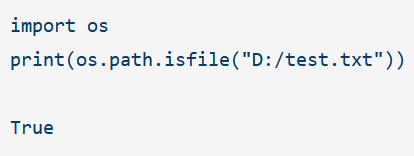 import os
print(os.path.isfile("D:/test.txt"))
True